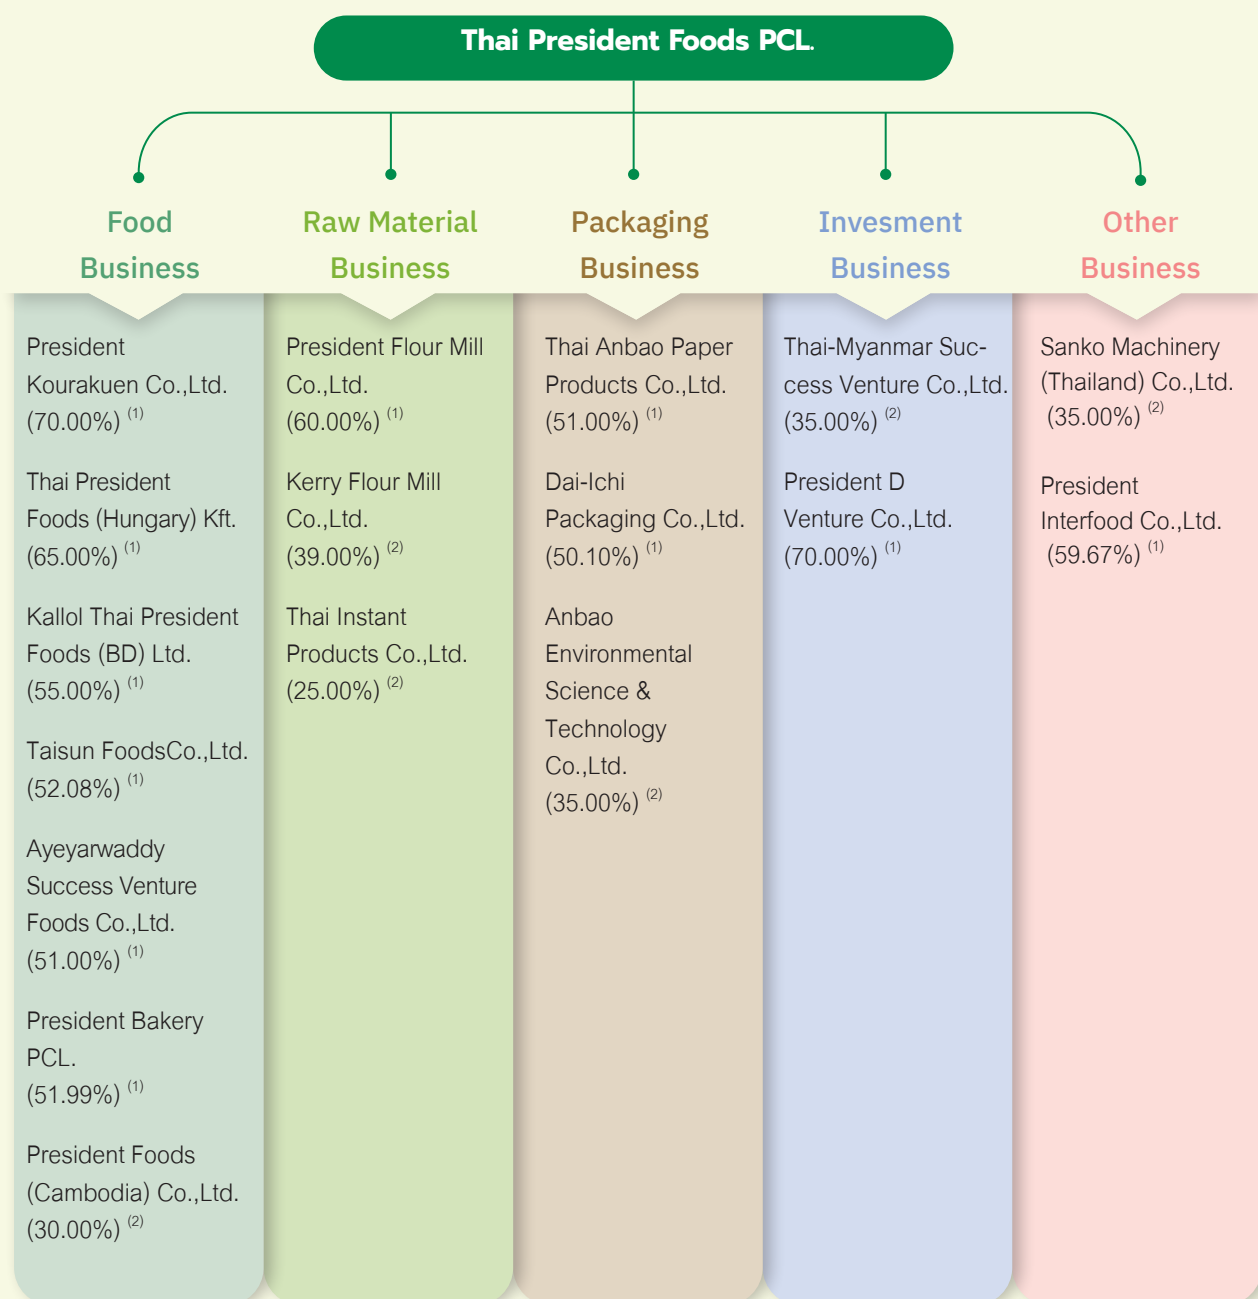 Thai President Foods PCL.
Food
Business
Raw Material
Business
Packaging
Business
Invesment
Business
Other
Business
President
Kourakuen Co.,Ltd.
(70.00%) (1)
Thai President
Foods (Hungary) Kft.
(65.00%) (1)
Kallol Thai President
Foods (BD) Ltd.
(55.00%) (1)
Taisun FoodsCo.,Ltd.
(52.08%) (1)
Ayeyarwaddy
Success Venture
Foods Co.,Ltd.
(51.00%) (1)
President Bakery
PCL.
(51.99%) (1)
President Foods
(Cambodia) Co.,Ltd.
(30.00%) (2)
President Flour Mill
Co.,Ltd.
(60.00%) (1)
Kerry Flour Mill
Co.,Ltd.
(39.00%) (2)
Thai Instant
Products Co.,Ltd.
(25.00%) (2)
Thai Anbao Paper
Products Co.,Ltd.
(51.00%) (1)
Dai-Ichi
Packaging Co.,Ltd.
(50.10%) (1)
Anbao
Environmental
Science &
Technology
Co.,Ltd.
(35.00%) (2)
Thai-Myanmar Suc-
cess Venture Co.,Ltd.
(35.00%) (2)
President D
Venture Co.,Ltd.
(70.00%) (1)
Sanko Machinery
(Thailand) Co.,Ltd.
(35.00%) (2)
President
Interfood Co.,Ltd.
(59.67%) (1)